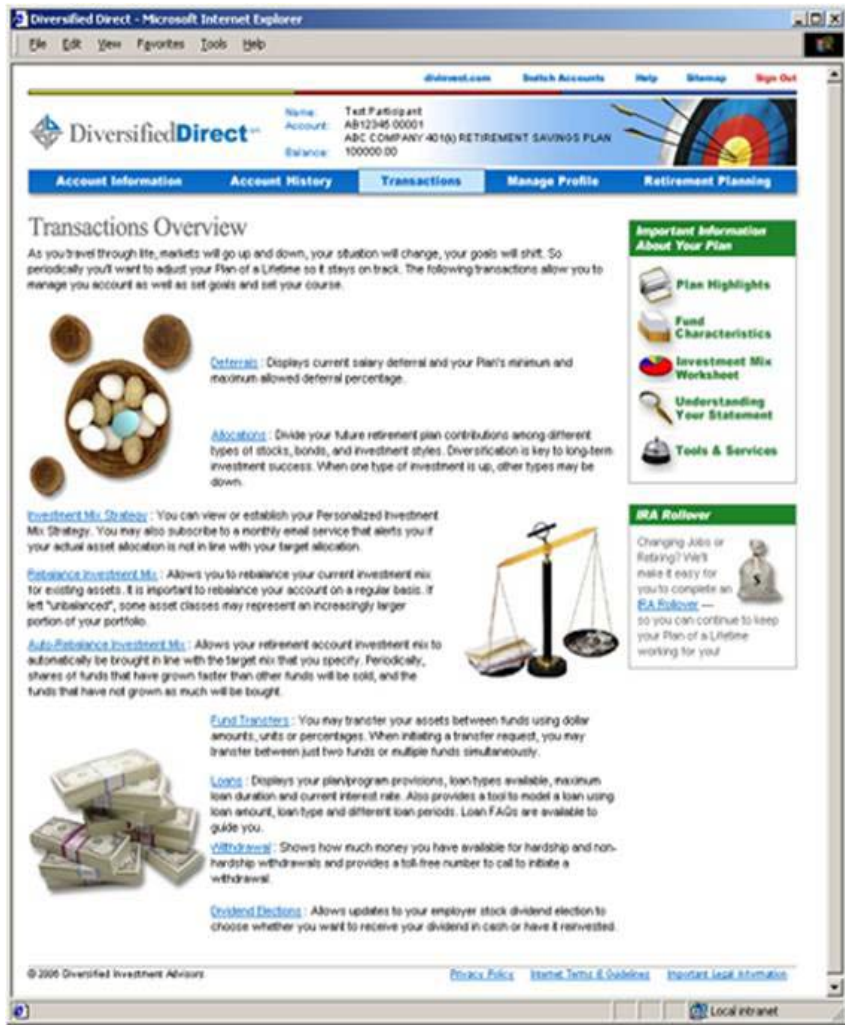 Diversified Direct - Microsoft Internet Explorer
File Edit View Favorites Tools Help
divinvest.com Switch Accounts Help Sitemap Sign Out
DiversifiedDirect
Name: Test Participant
Account: AB12345 00001
ABC COMPANY 401(k) RETIREMENT SAVINGS PLAN
Balance: 100000.00
Account Information Account History Transactions Manage Profile Retirement Planning
Transactions Overview
As you travel through life, markets will go up and down, your situation will change, your goals will shift. So
periodically you'll want to adjust your Plan of a Lifetime so it stays on track. The following transactions allow you to
manage you account as well as set goals and set your course.
Deferrals : Displays current salary deferral and your Plan's minimum and
maximum allowed deferral percentage.
Allocations : Divide your future retirement plan contributions among different
types of stocks, bonds, and investment styles. Diversification is key to long-term
investment success. When one type of investment is up, other types may be
down.
Investment Mix Strategy : You can view or establish your Personalized Investment
Mix Strategy. You may also subscribe to a monthly email service that alerts you if
your actual asset allocation is not in line with your target allocation.
Rebalance Investment Mix : Allows you to rebalance your current investment mix
for existing assets. It is important to rebalance your account on a regular basis. If
left "unbalanced", some asset classes may represent an increasingly larger
portion of your portfolio.
Auto-Rebalance Investment Mix : Allows your retirement account investment mix to
automatically be brought in line with the target mix that you specify. Periodically,
shares of funds that have grown faster than other funds will be sold, and the
funds that have not grown as much will be bought.
Fund Transfers : You may transfer your assets between funds using dollar
amounts, units or percentages. When initiating a transfer request, you may
transfer between just two funds or multiple funds simultaneously.
Loans : Displays your plan/program provisions, loan types available, maximum
loan duration and current interest rate. Also provides a tool to model a loan using
loan amount, loan type and different loan periods. Loan FAQs are available to
guide you.
Withdrawal : Shows how much money you have available for hardship and non-
hardship withdrawals and provides a toll-free number to call to initiate a
withdrawal.
Dividend Elections : Allows updates to your employer stock dividend election to
choose whether you want to receive your dividend in cash or have it reinvested.
Important Information
About Your Plan
Plan Highlights
Fund
Characteristics
Investment Mix
Worksheet
Understanding
Your Statement
Tools & Services
IRA Rollover
Changing Jobs or
Retiring? We'll
make it easy for
you to complete an
IRA Rollover —
so you can continue to keep
your Plan of a Lifetime
working for you!
$
© 2006 Diversified Investment Advisors
Privacy Policy Internet Terms & Guidelines Important Legal Information
Local intranet